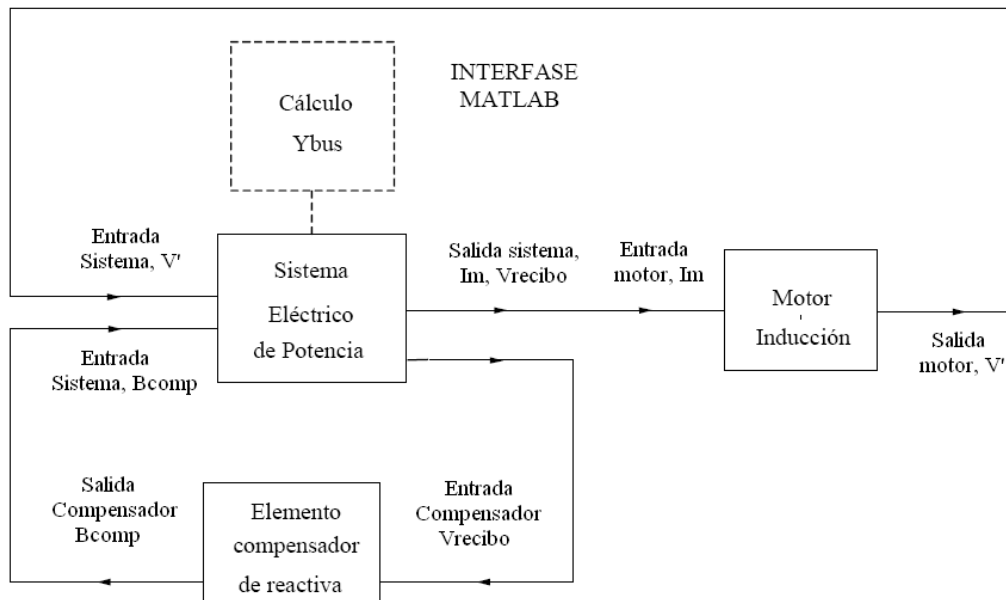 INTERFASE
MATLAB
Cálculo
Ybus
Entrada
Sistema, V'
Sistema
Eléctrico
de Potencia
Salida sistema,
Im, Vrecibo
Entrada
motor, Im
Motor
Inducción
Salida
motor, V'
Entrada
Sistema, Bcomp
Salida
Compensador
Bcomp
Elemento
compensador
de reactiva
Entrada
Compensador
Vrecibo